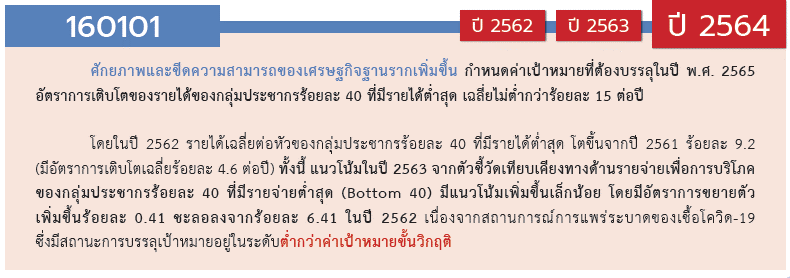 160101
ปี 2562
ปี 2563
ปี 2564
ศักยภาพและขีดความสามารถของเศรษฐกิจฐานรากเพิ่มขึ้น กำหนดค่าเป้าหมายที่ต้องบรรลุในปี พ.ศ. 2565
อัตราการเติบโตของรายได้ของกลุ่มประชากรร้อยละ 40 ที่มีรายได้ต่ำสุด เฉลี่ยไม่ต่ำกว่าร้อยละ 15 ต่อปี
โดยในปี 2562 รายได้เฉลี่ยต่อหัวของกลุ่มประชากรร้อยละ 40 ที่มีรายได้ต่ำสุด โตขึ้นจากปี 2561 ร้อยละ 9.2
(มีอัตราการเติบโตเฉลี่ยร้อยละ 4.6 ต่อปี) ทั้งนี้ แนวโน้มในปี 2563 จากตัวชี้วัดเทียบเคียงทางด้านรายจ่ายเพื่อการบริโภค
ของกลุ่มประชากรร้อยละ 40 ที่มีรายจ่ายต่ำสุด (Bottom 40) มีแนวโน้มเพิ่มขึ้นเล็กน้อย โดยมีอัตราการขยายตัว
เพิ่มขึ้นร้อยละ 0.41 ชะลอลงจากร้อยละ 6.41 ในปี 2562 เนื่องจากสถานการณ์การแพร่ระบาดของเชื้อโควิด-19
ซึ่งมีสถานะการบรรลุเป้าหมายอยู่ในระดับต่ำกว่าค่าเป้าหมายขั้นวิกฤติ